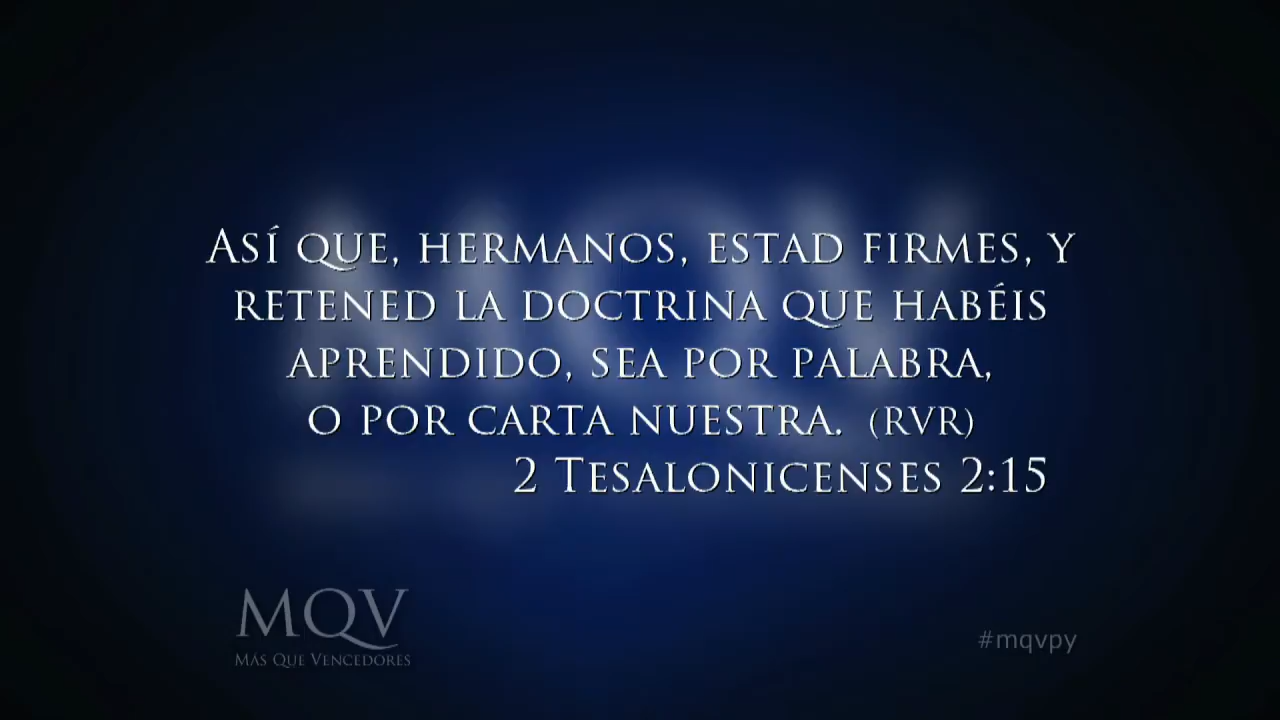 Así que, hermanos, estad firmes, y
retened la doctrina que habéis
aprendido, sea por palabra,
o por carta nuestra. (RVR)
2 Tesalonicenses 2:15
MQV
Más Que Vencedores
#mqvpy